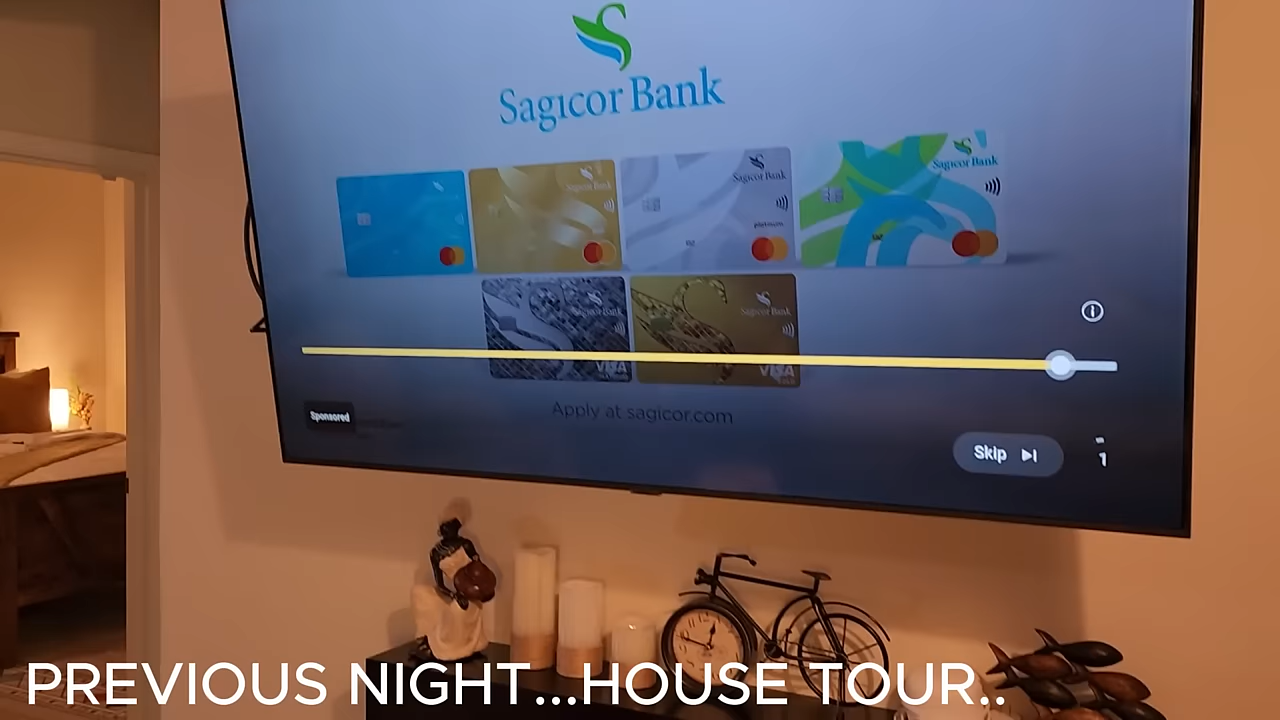 Sagicor Bank
Sagicor Bank
Sagicor Bank
Sagicor Bank
platinum
Sagicor Bank
Sagicor Bank
VISA
VISA
Apply at sagicor.com
Sponsored
Skip
1
PREVIOUS NIGHT...HOUSE TOUR..